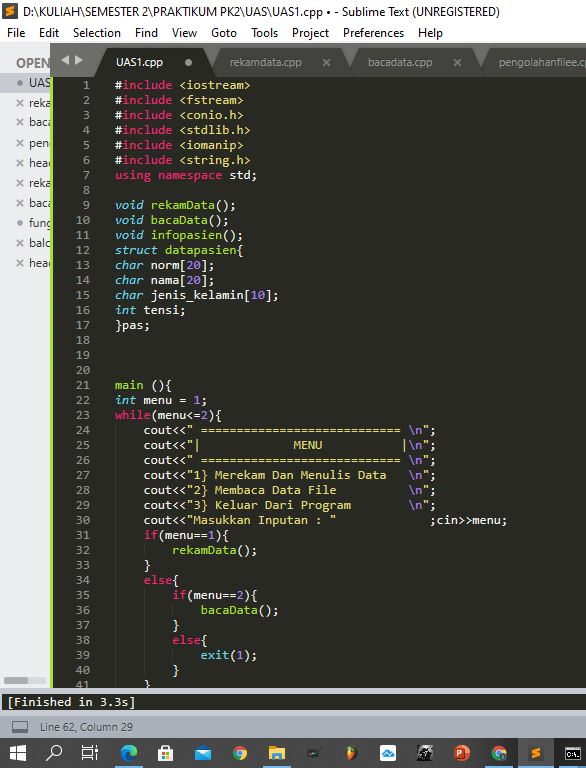 D:\KULIAH\SEMESTER 2\PRAKTIKUM PK2\UAS\UAS1.cpp • - Sublime Text (UNREGISTERED)
File Edit Selection Find View Goto Tools Project Preferences Help
OPEN
UAS1.cpp rekamdata.cpp × bacadata.cpp × pengolahanfilee.c
UAS
× reka
× baca
× pen
× head
× reka
× baca
fung
× balo
× head
1 #include <iostream>
2 #include <fstream>
3 #include <conio.h>
4 #include <stdlib.h>
5 #include <iomanip>
6 #include <string.h>
7 using namespace std;
8
9 void rekamData();
10 void bacaData();
11 void infopasien();
12 struct datapasien{
13 char norm[20];
14 char nama[20];
15 char jenis_kelamin[10];
16 int tensi;
17 }pas;
18
19
20
21 main (){
22 int menu = 1;
23 while(menu<=2){
24 cout<<" ============================ \n";
25 cout<<"| MENU |\n";
26 cout<<" ============================ \n";
27 cout<<"1} Merekam Dan Menulis Data \n";
28 cout<<"2} Membaca Data File \n";
29 cout<<"3} Keluar Dari Program \n";
30 cout<<"Masukkan Inputan : " ;cin>>menu;
31 if(menu==1){
32 rekamData();
33 }
34 else{
35 if(menu==2){
36 bacaData();
37 }
38 else{
39 exit(1);
40 }
41 }
[Finished in 3.3s]
Line 62, Column 29